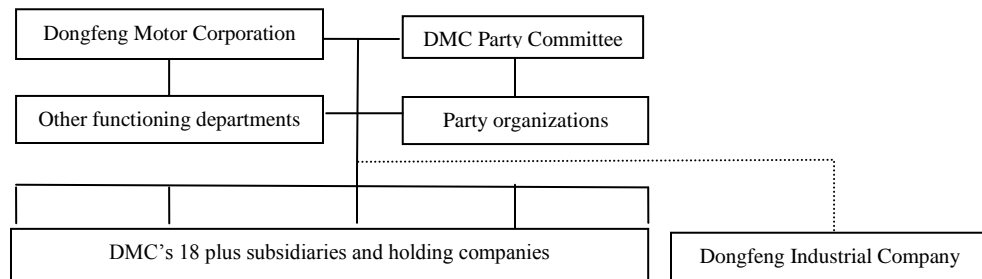 Dongfeng Motor Corporation
DMC Party Committee
Other functioning departments
Party organizations
DMC’s 18 plus subsidiaries and holding companies
Dongfeng Industrial Company